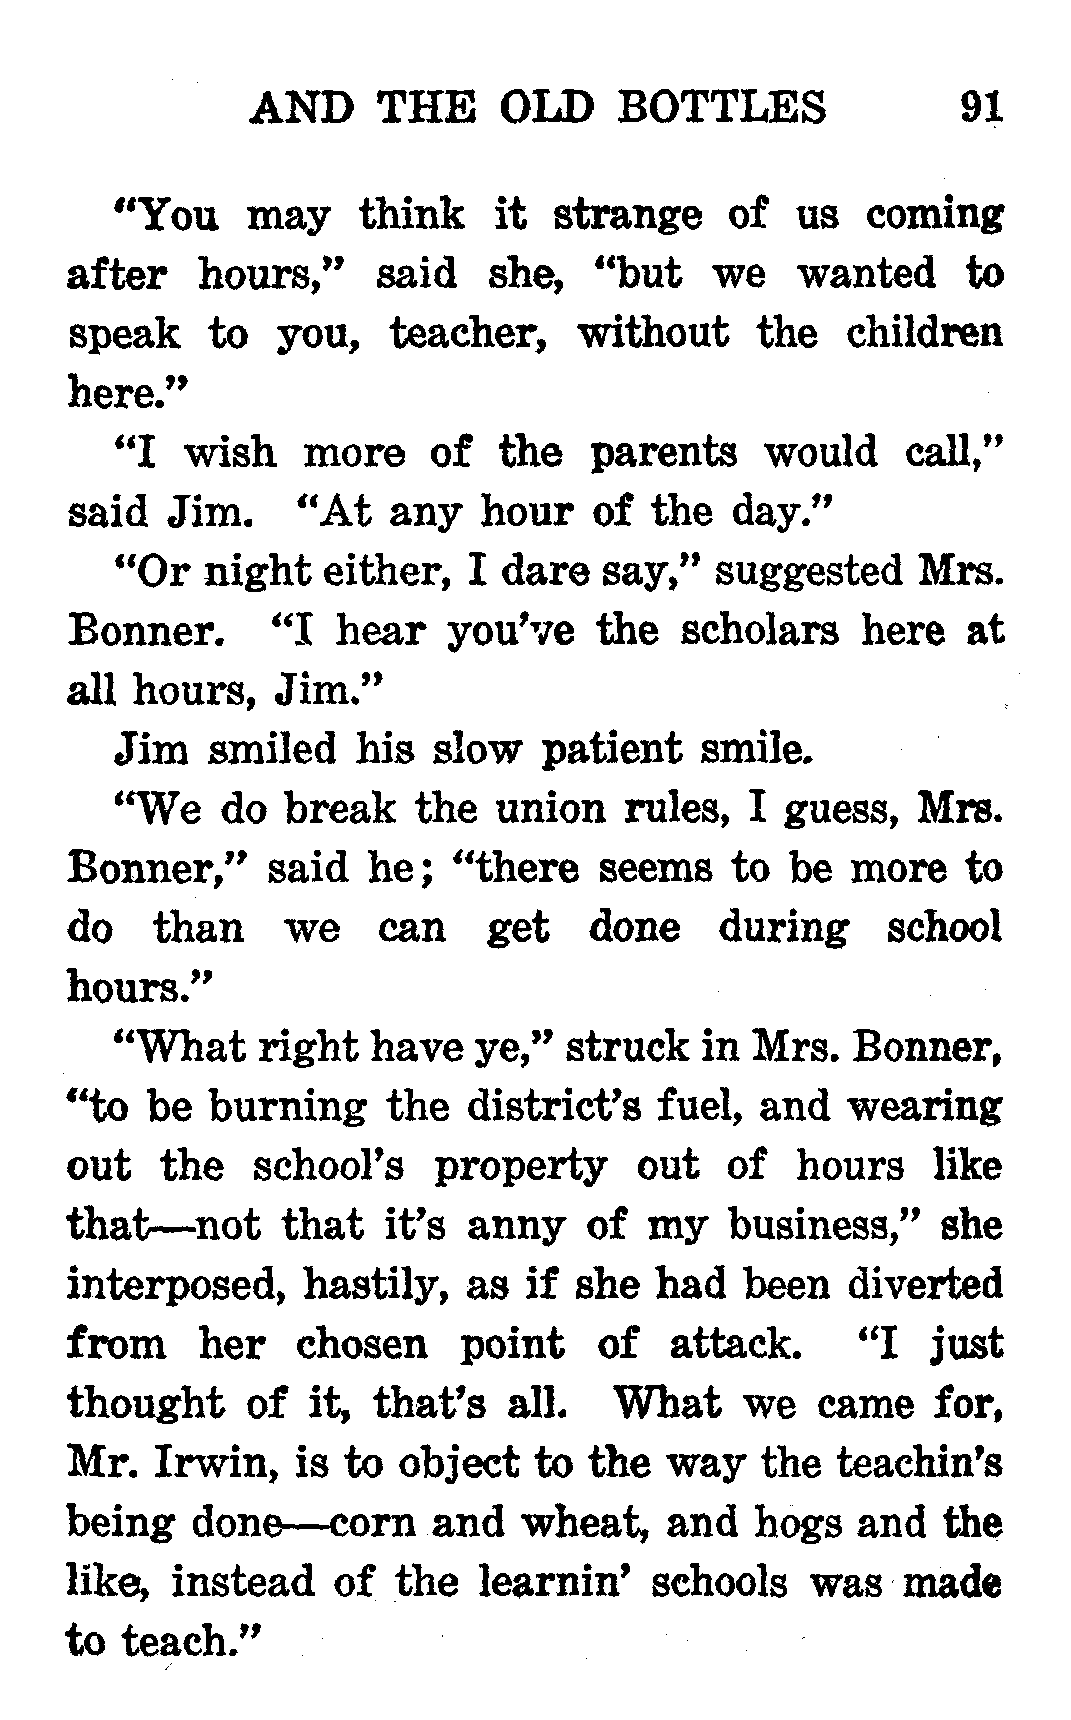 AND THE OLD BOTTLES 91
“You may think it strange of us coming
after hours,” said she, “but we wanted to
speak to you, teacher, without the children
here.”
“I wish more of the parents would call,”
said Jim. “At any hour of the day.”
“Or night either, I dare say,” suggested Mrs.
Bonner. “I hear you’ve the scholars here at
all hours, Jim.”
Jim smiled his slow patient smile.
“We do break the union rules, I guess, Mrs.
Bonner,” said he; “there seems to be more to
do than we can get done during school
hours.”
“What right have ye,” struck in Mrs. Bonner,
“to be burning the district’s fuel, and wearing
out the school’s property out of hours like
that—not that it’s anny of my business,” she
interposed, hastily, as if she had been diverted
from her chosen point of attack. “I just
thought of it, that’s all. What we came for,
Mr. Irwin, is to object to the way the teachin’s
being done—corn and wheat, and hogs and the
like, instead of the learnin’ schools was made
to teach.”